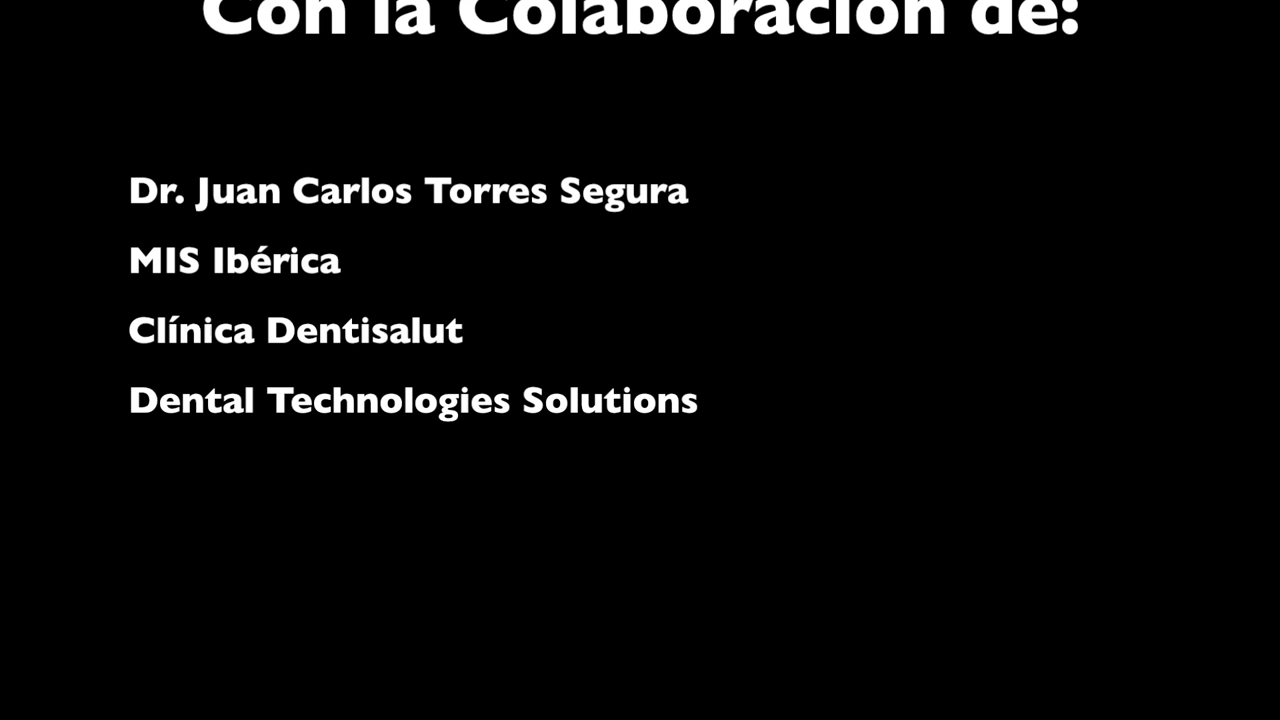 Con la Colaboración de:
Dr. Juan Carlos Torres Segura
MIS Ibérica
Clínica Dentisalut
Dental Technologies Solutions